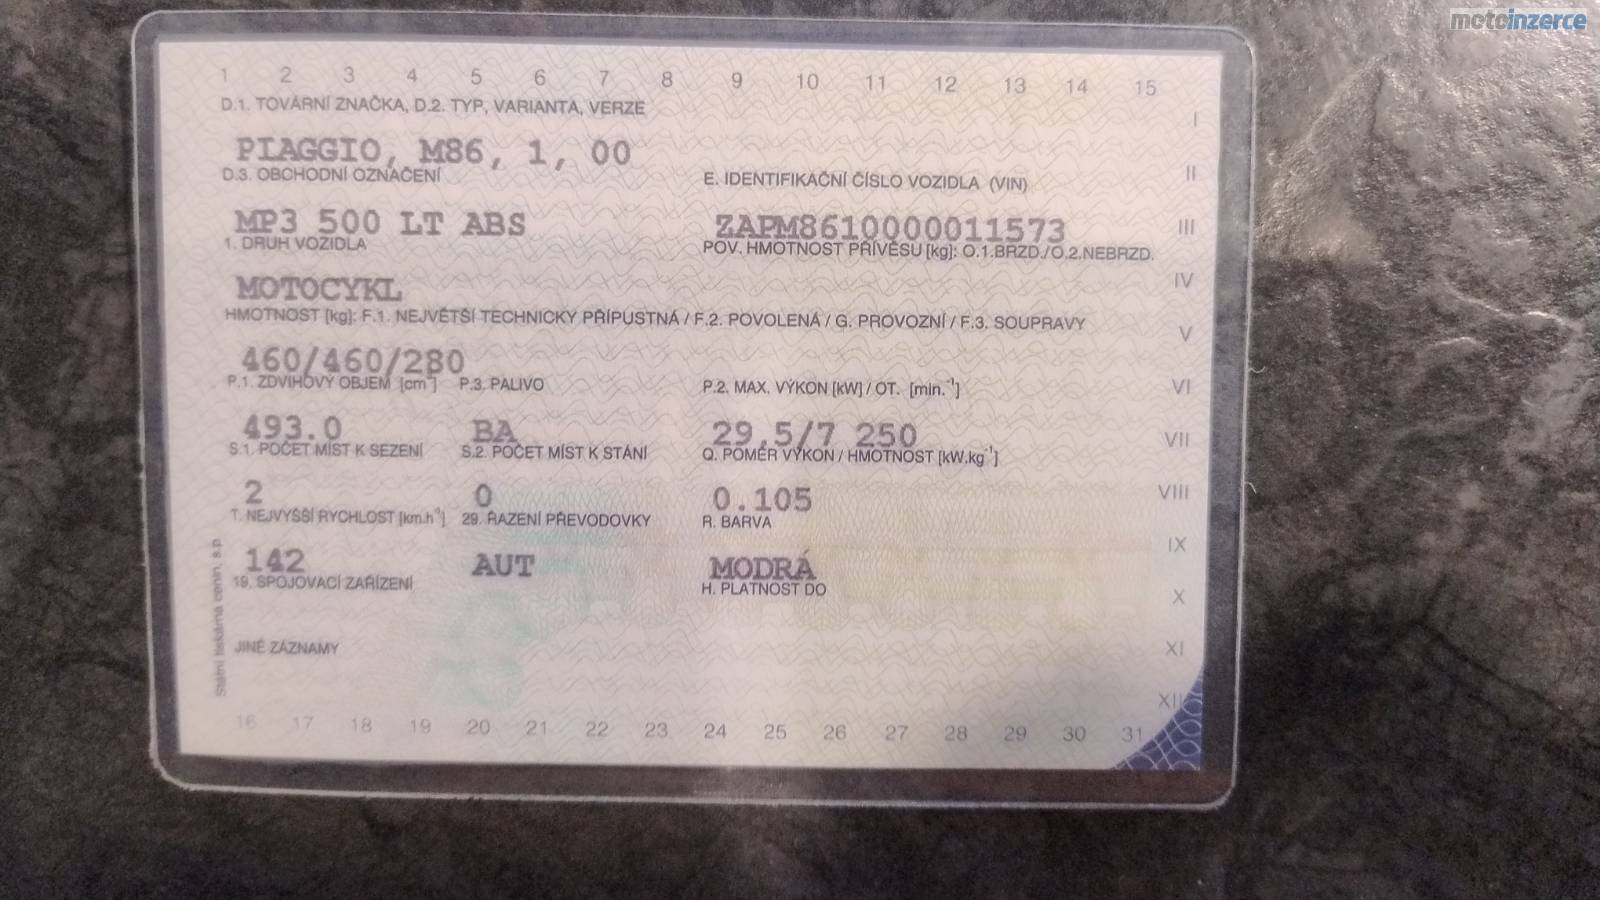 motoinzerce
1 2 3 4 5 6 7 8 9 10 11 12 13 14 15
D.1. TOVÁRNÍ ZNAČKA, D.2. TYP, VARIANTA, VERZE
I
PIAGGIO, M86, 1, 00
D.3. OBCHODNÍ OZNAČENÍ E. IDENTIFIKAČNÍ ČÍSLO VOZIDLA (VIN) II
MP3 500 LT ABS ZAPM8610000011573 III
1. DRUH VOZIDLA POV. HMOTNOST PŘÍVĚSU [kg]: O.1.BRZD./O.2.NEBRZD.
MOTOCYKL IV
HMOTNOST [kg]: F.1. NEJVĚTŠÍ TECHNICKY PŘÍPUSTNÁ / F.2. POVOLENÁ / G. PROVOZNÍ / F.3. SOUPRAVY V
460/460/280
P.1. ZDVIHOVÝ OBJEM [cm³] P.3. PALIVO P.2. MAX. VÝKON [kW] / OT. [min.⁻¹] VI
493.0 BA 29.5/7 250 VII
S.1. POČET MÍST K SEZENÍ S.2. POČET MÍST K STÁNÍ Q. POMĚR VÝKON / HMOTNOST [kW.kg⁻¹]
2 0 0.105 VIII
T. NEJVYŠŠÍ RYCHLOST [km.h⁻¹] 29. ŘAZENÍ PŘEVODOVKY R. BARVA
142 AUT MODRÁ IX
19. SPOJOVACÍ ZAŘÍZENÍ H. PLATNOST DO X
JINÉ ZÁZNAMY XI
XII
16 17 18 19 20 21 22 23 24 25 26 27 28 29 30 31
Státní tiskárna cenin, s.p.